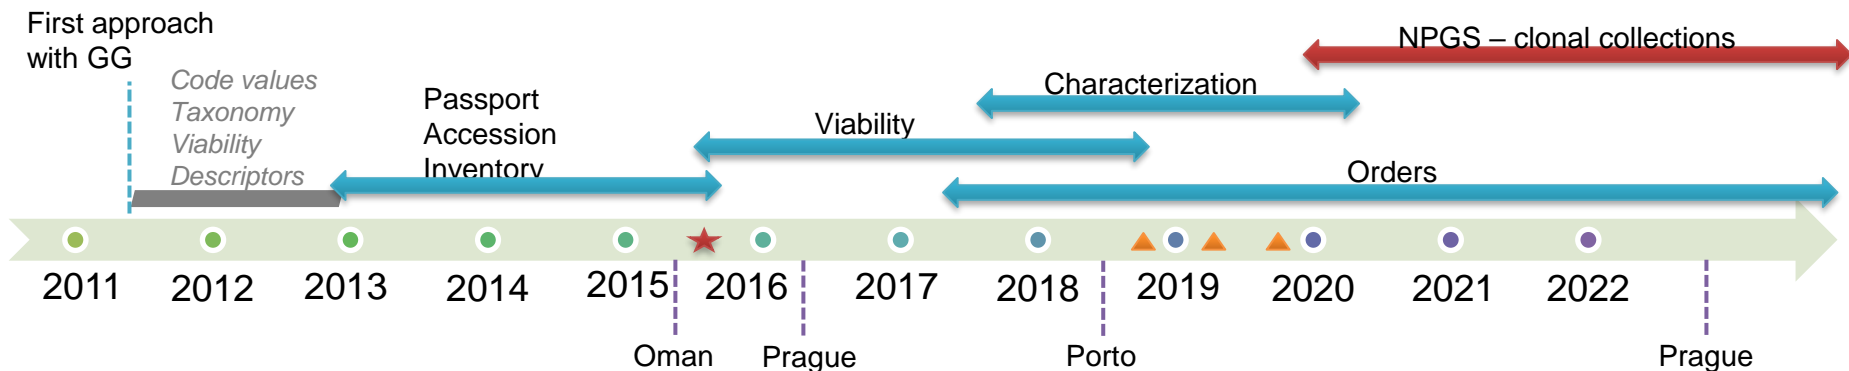 First approach
with GG
Code values
Taxonomy
Viability
Descriptors
Passport
Accession
Inventory
Viability
Characterization
NPGS – clonal collections
Orders
2011
2012
2013
2014
2015
2016
2017
2018
2019
2020
2021
2022
Oman
Prague
Porto
Prague